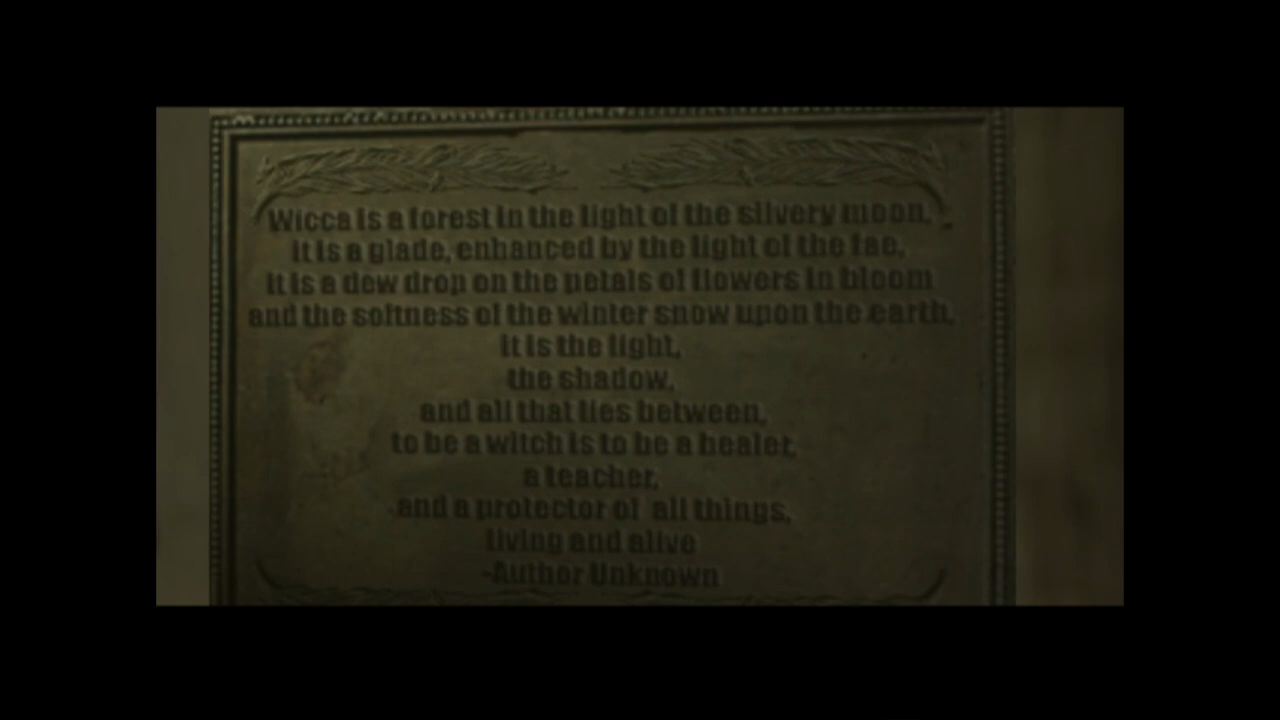 Wicca is a forest in the light of the silvery moon,
it is a glade, enhanced by the light of the fae,
it is a dew drop on the petals of flowers in bloom
and the softness of the winter snow upon the earth,
it is the light,
the shadow,
and all that lies between,
to be a witch is to be a healer,
a teacher,
and a protector of all things,
living and alive
-Author Unknown